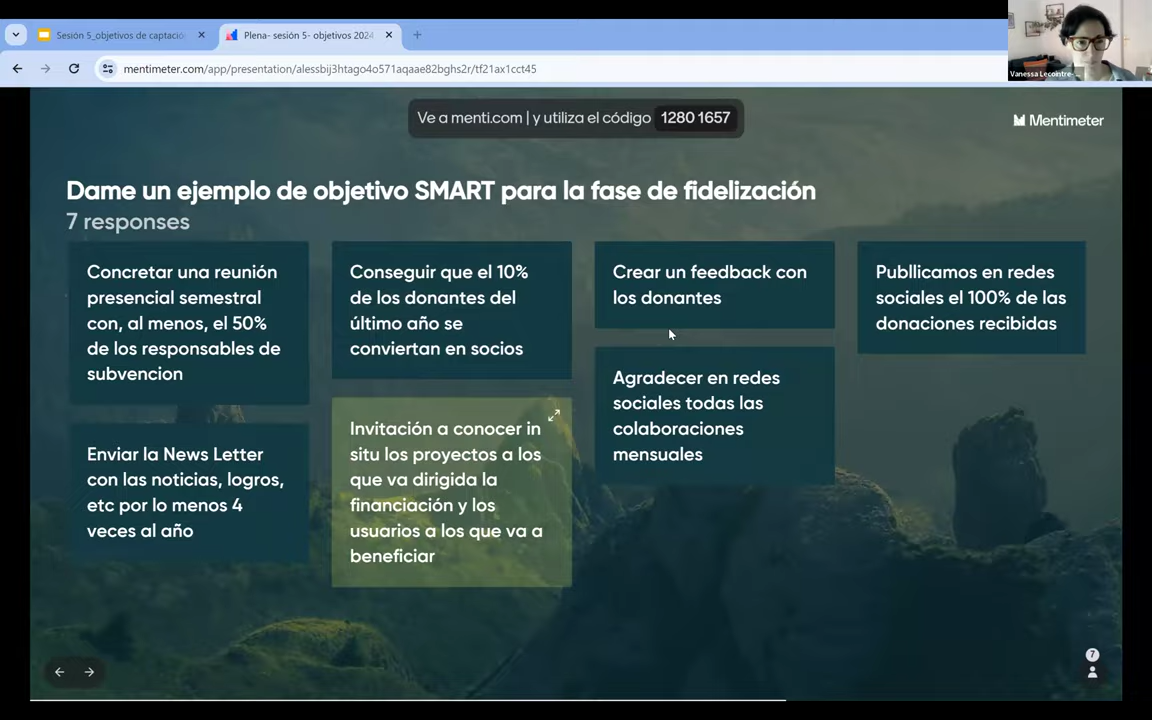 Sesión 5_objetivos de captació
Plena- sesión 5- objetivos 2024
mentimeter.com/app/presentation/alessbij3htago4o571aqaae82bghs2r/tf21ax1cct45
Vanessa Lecointre-
Ve a menti.com | y utiliza el código 1280 1657
Mentimeter
Dame un ejemplo de objetivo SMART para la fase de fidelización
7 responses
Concretar una reunión
presencial semestral
con, al menos, el 50%
de los responsables de
subvencion
Enviar la News Letter
con las noticias, logros,
etc por lo menos 4
veces al año
Conseguir que el 10%
de los donantes del
último año se
conviertan en socios
Invitación a conocer in
situ los proyectos a los
que va dirigida la
financiación y los
usuarios a los que va a
beneficiar
Crear un feedback con
los donantes
Agradecer en redes
sociales todas las
colaboraciones
mensuales
Publlicamos en redes
sociales el 100% de las
donaciones recibidas
7